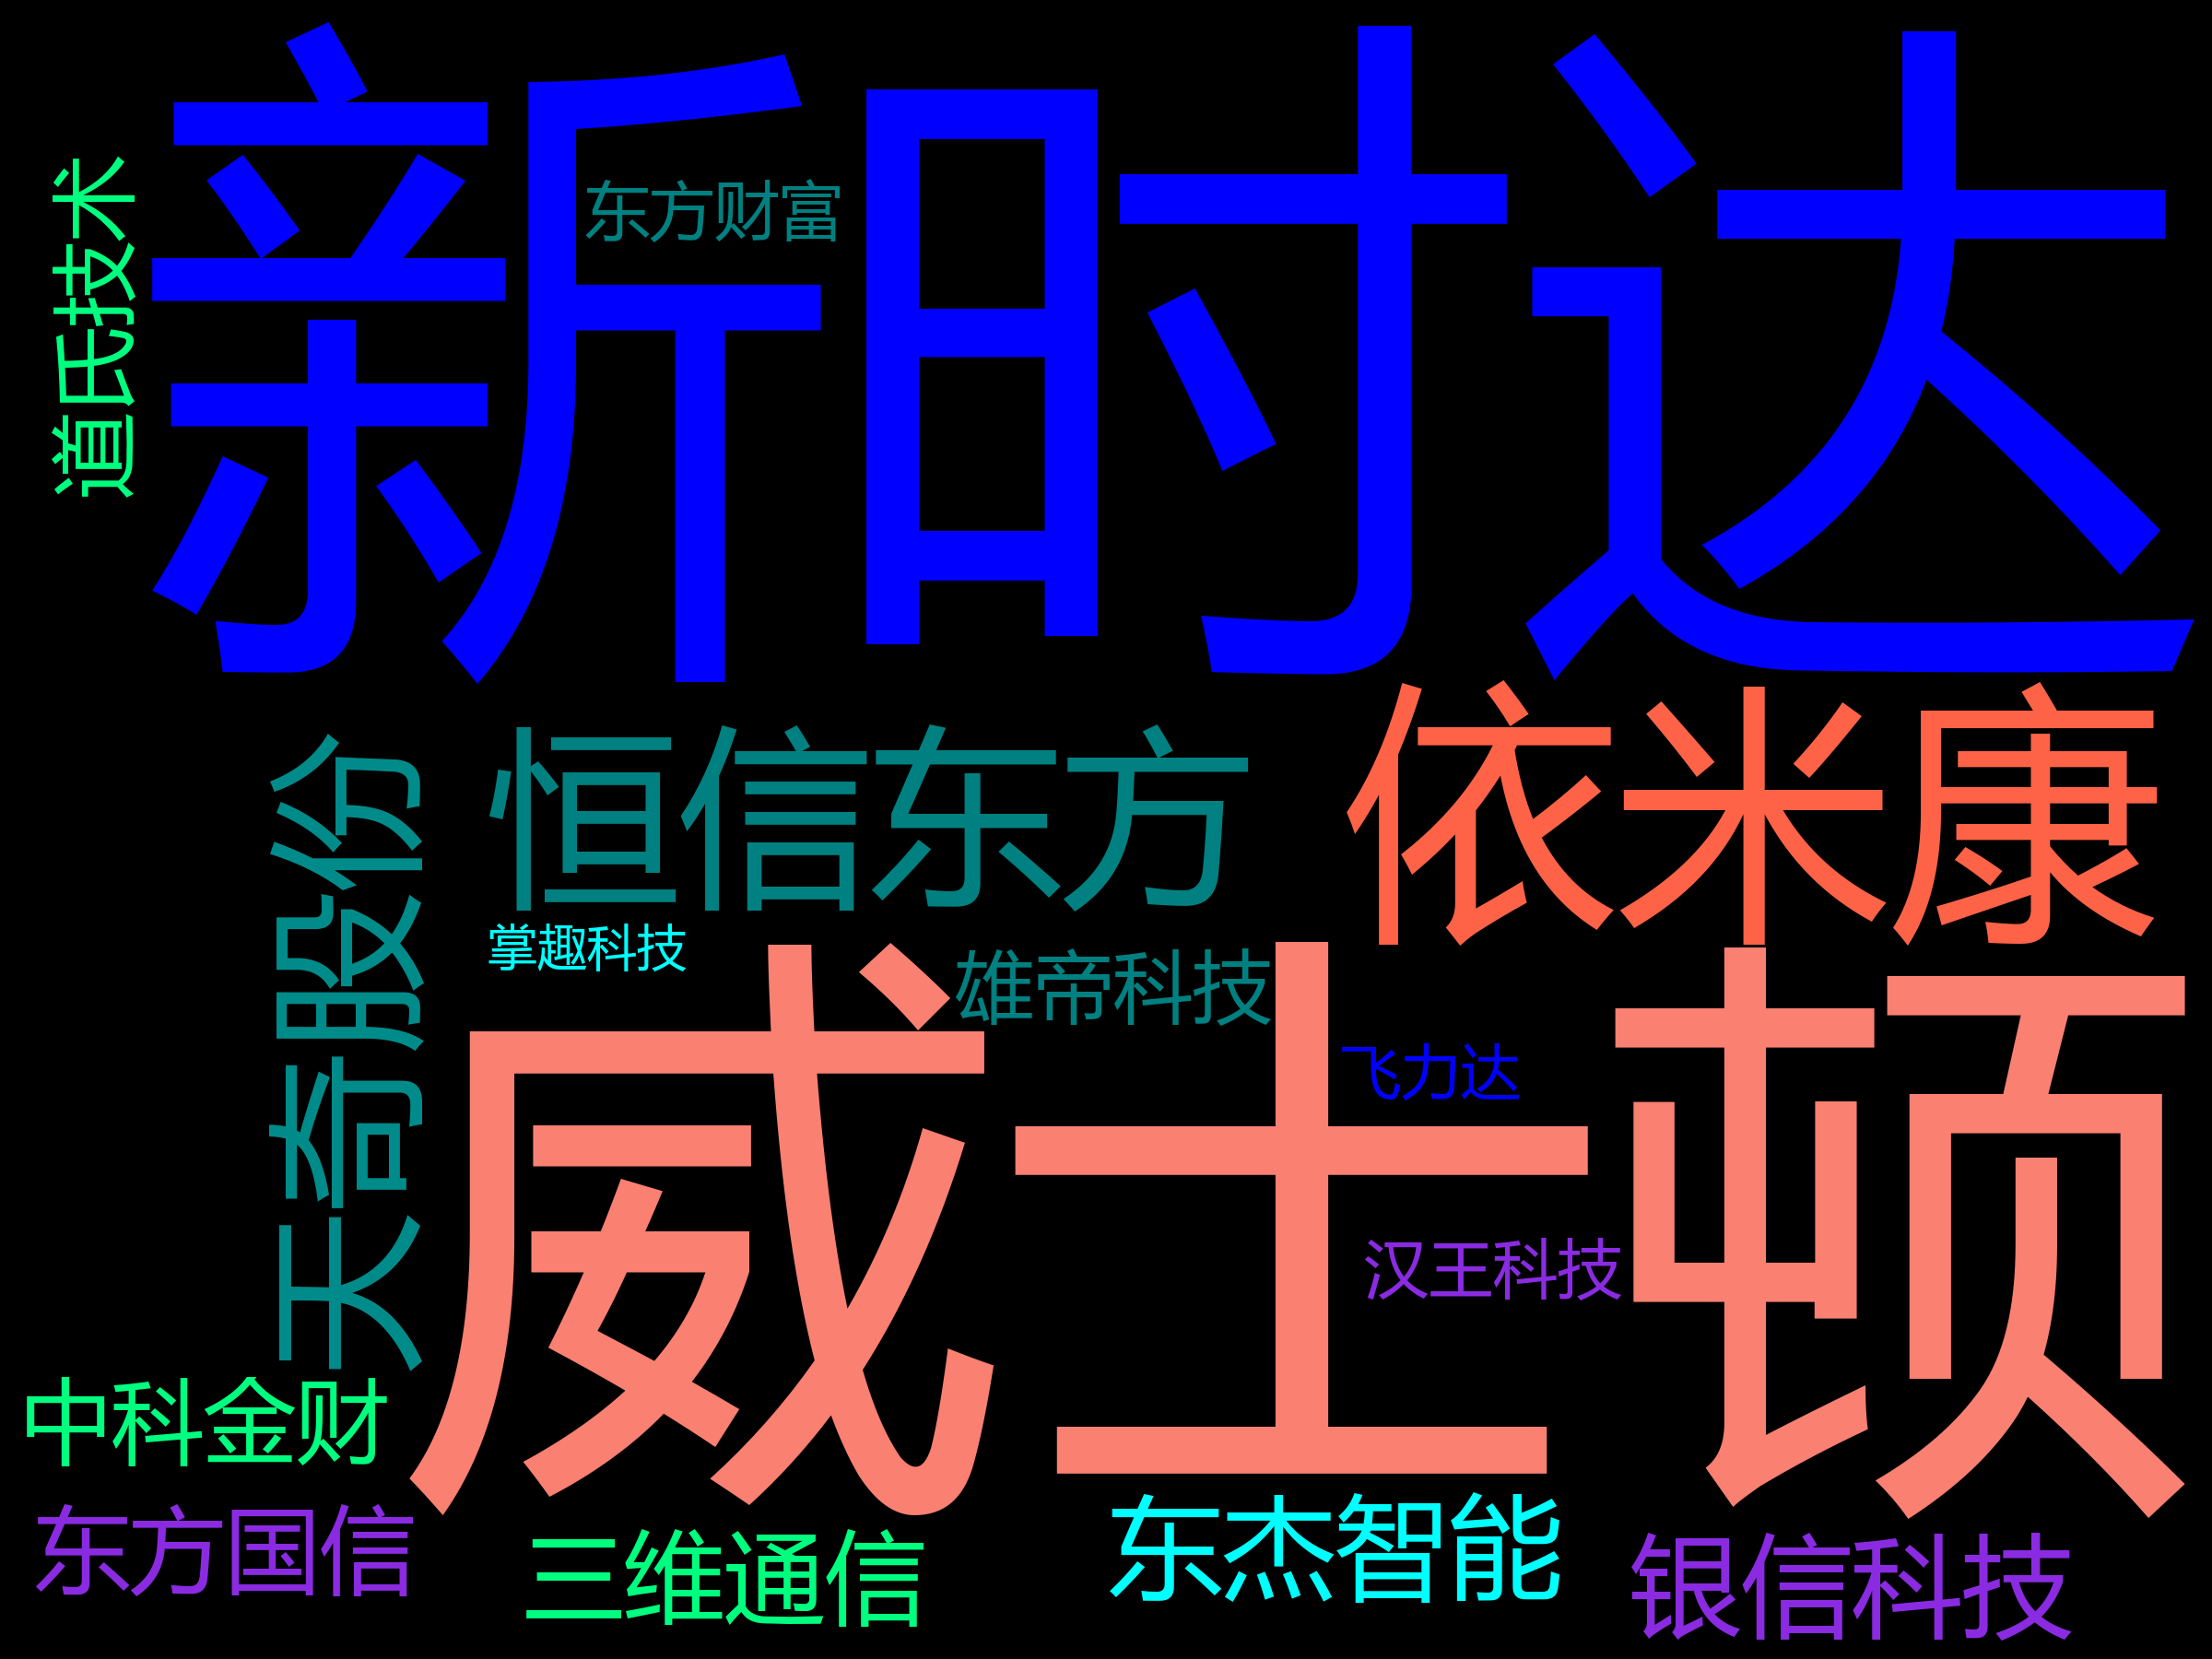 新时达
东方财富
道氏技术
依米康
恒信东方
天奇股份
掌趣科技
威士顿
雄帝科技
飞力达
汉王科技
中科金财
东方国信
三维通信
东杰智能
银信科技